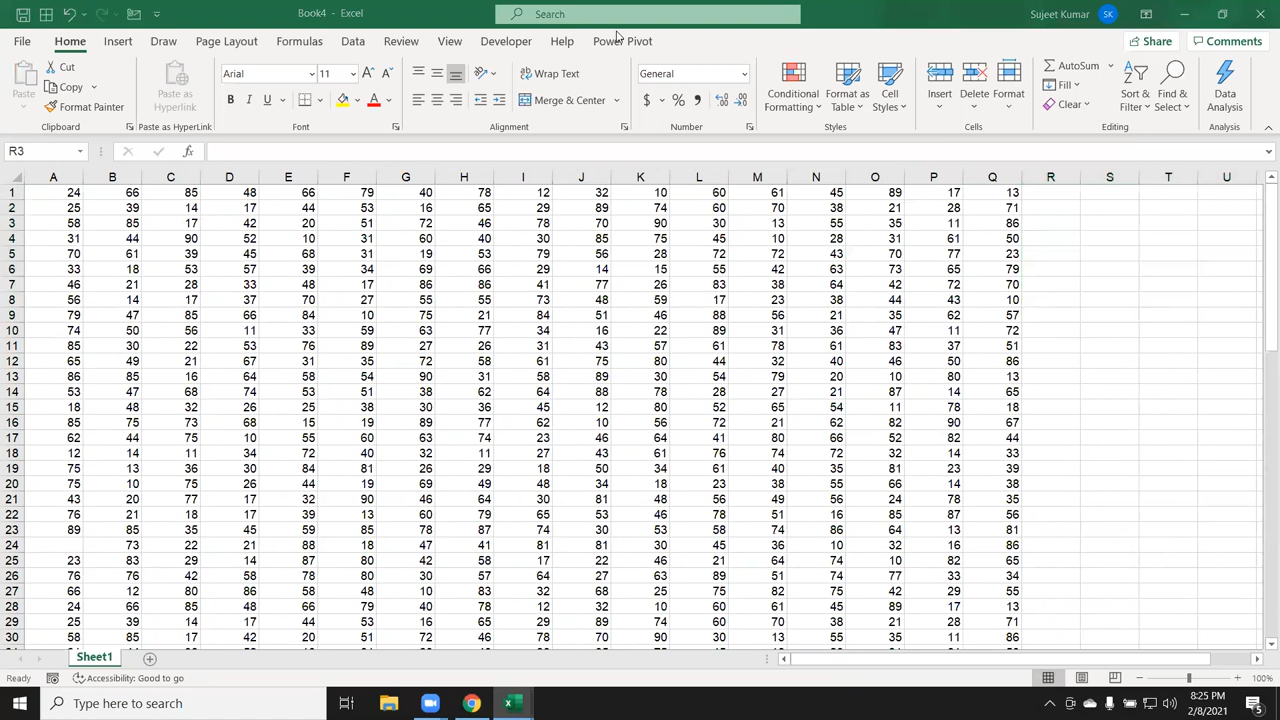 Book4 - Excel
Search
Sujeet Kumar
SK
File Home Insert Draw Page Layout Formulas Data Review View Developer Help Power Pivot
Share
Comments
Paste
Cut
Copy
Format Painter
Clipboard
Paste as Hyperlink
Paste as HyperLink
Arial 11
B I U
Font
Wrap Text
Merge & Center
Alignment
General
$ % ,
Number
Conditional Formatting
Format as Table
Cell Styles
Styles
Insert
Delete
Format
Cells
AutoSum
Fill
Clear
Sort & Filter
Find & Select
Editing
Data Analysis
Analysis
R3
fx
A B C D E F G H I J K L M N O P Q R S T U
1 24 66 85 48 66 79 40 78 12 32 10 60 61 45 89 17 13
2 25 39 14 17 44 53 16 65 29 89 74 60 70 38 21 28 71
3 58 85 17 42 20 51 72 46 78 70 90 30 13 55 35 11 86
4 31 44 90 52 10 31 60 40 30 85 75 45 10 28 31 61 50
5 70 61 39 45 68 31 19 53 79 56 28 72 72 43 70 77 23
6 33 18 53 57 39 34 69 66 29 14 15 55 42 63 73 65 79
7 46 21 28 33 48 17 86 86 41 77 26 83 38 64 42 72 70
8 56 14 17 37 70 27 55 55 73 48 59 17 23 38 44 43 10
9 79 47 85 66 84 10 75 21 84 51 46 88 56 21 35 62 57
10 74 50 56 11 33 59 63 77 34 16 22 89 31 36 47 11 72
11 85 30 22 53 76 89 27 26 31 43 57 61 78 61 83 37 51
12 65 49 21 67 31 35 72 58 61 75 80 44 32 40 46 50 86
13 86 85 16 64 58 54 90 31 58 89 30 54 79 20 10 80 13
14 53 47 68 74 53 51 38 62 64 88 78 28 27 21 87 14 65
15 18 48 32 26 25 38 30 36 45 12 80 52 65 54 11 78 18
16 85 75 73 68 15 19 89 77 62 10 56 72 21 62 82 90 67
17 62 44 75 10 55 60 63 74 23 46 64 41 80 66 52 82 44
18 12 14 11 34 72 40 32 11 27 43 61 76 74 72 32 14 33
19 75 13 36 30 84 81 26 29 18 50 34 61 40 35 81 23 39
20 75 10 75 26 44 19 69 49 48 34 18 23 38 55 66 14 38
21 43 20 77 17 32 90 46 64 30 81 48 56 49 56 24 78 35
22 76 21 18 17 39 13 60 79 65 53 46 78 51 16 85 87 56
23 89 85 35 45 59 85 78 87 74 30 53 58 74 86 64 13 81
24 73 22 21 88 18 47 41 81 81 30 45 36 10 32 16 86
25 23 83 29 14 87 80 42 58 17 22 46 21 64 74 10 82 65
26 76 76 42 58 78 80 30 57 64 27 63 89 51 74 77 33 34
27 66 12 80 86 58 48 10 83 32 68 25 75 82 75 42 29 55
28 24 66 85 48 66 79 40 78 12 32 10 60 61 45 89 17 13
29 25 39 14 17 44 53 16 65 29 89 74 60 70 38 21 28 71
30 58 85 17 42 20 51 72 46 78 70 90 30 13 55 35 11 86
Sheet1
Ready
Accessibility: Good to go
100%
Type here to search
8:25 PM
2/8/2021